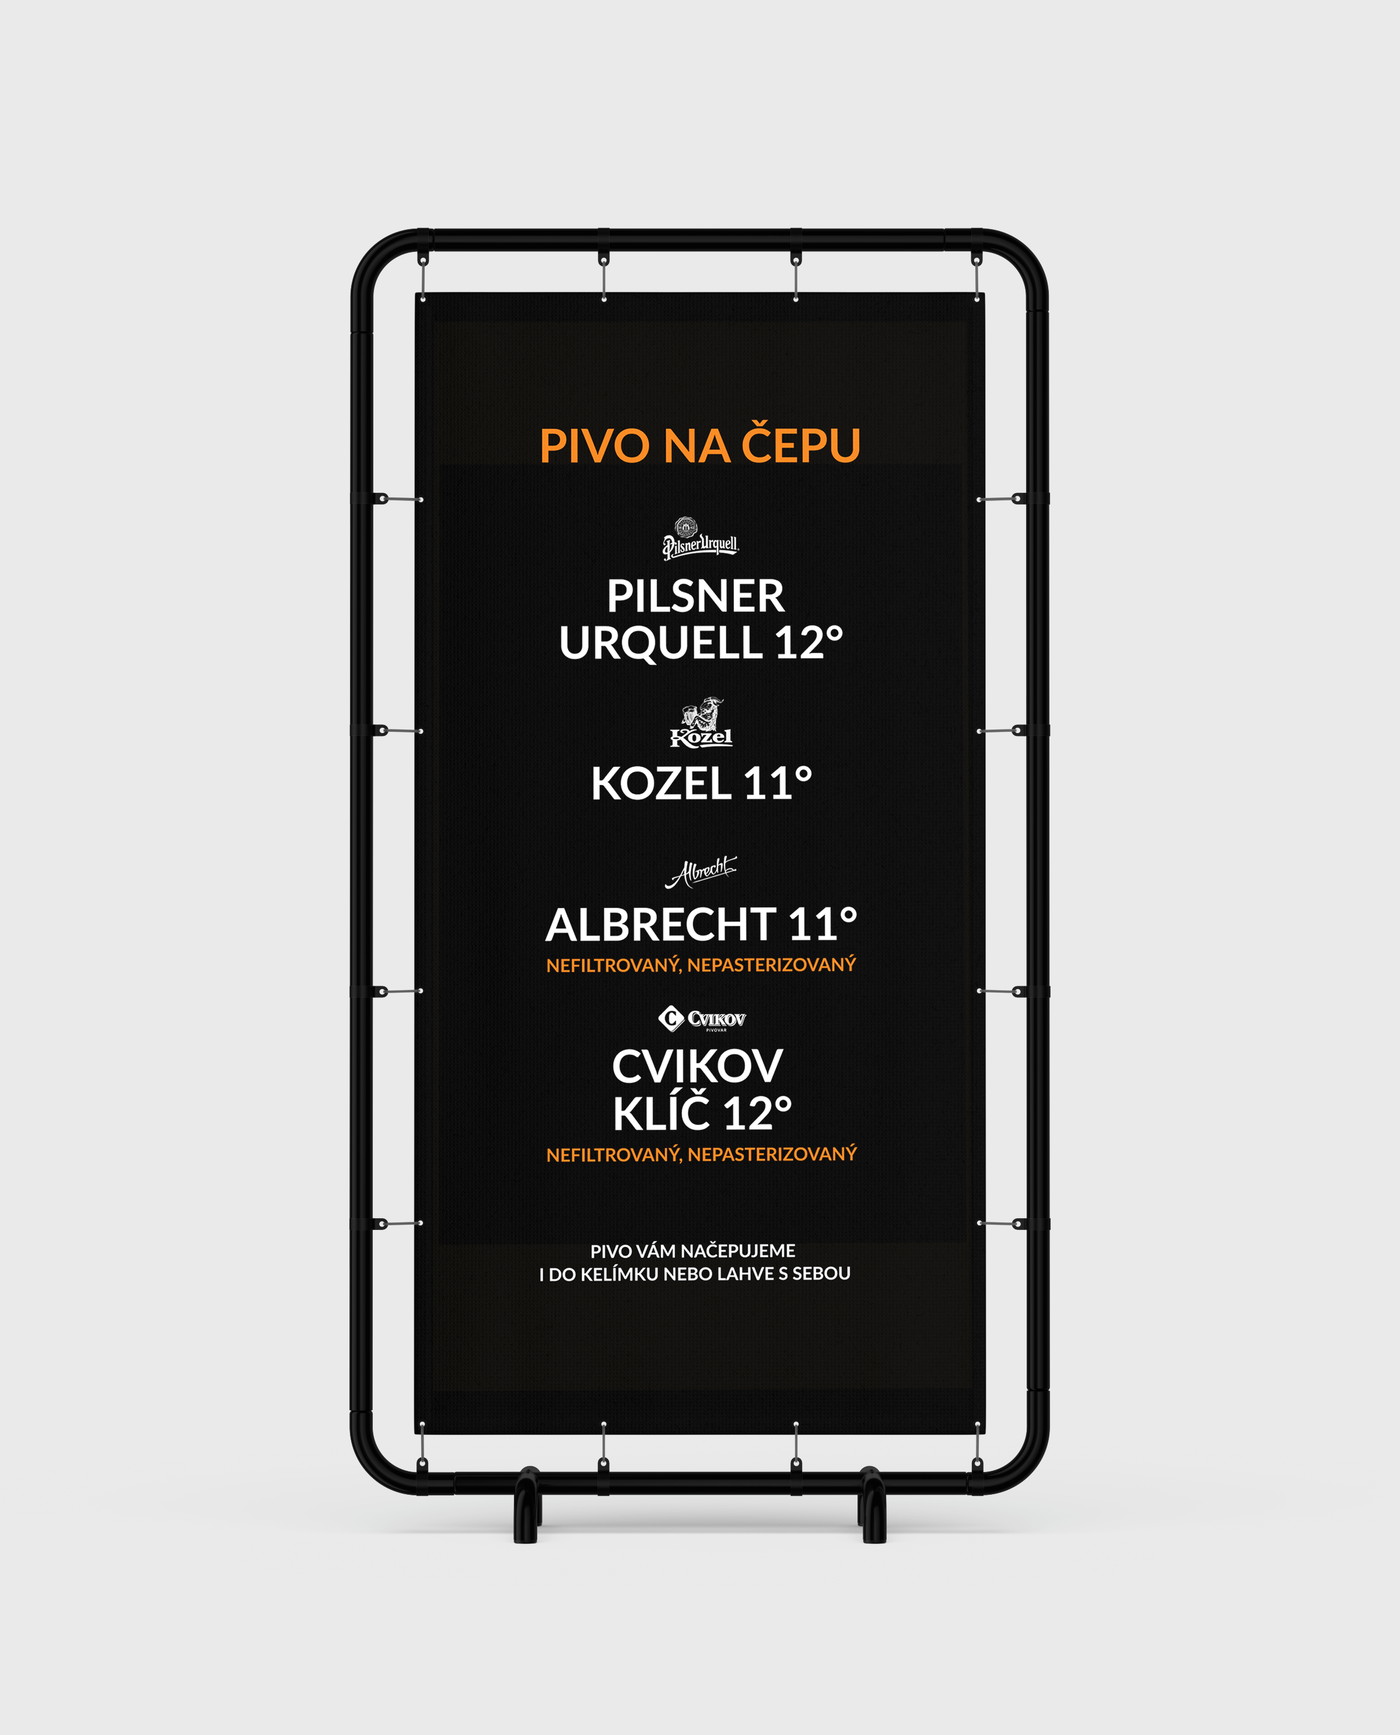 PIVO NA ČEPU
Pilsner Urquell
PILSNER
URQUELL 12°
Kozel
KOZEL 11°
Albrecht
ALBRECHT 11°
NEFILTROVANÝ, NEPASTERIZOVANÝ
C CVIKOV
PIVOVAR
CVIKOV
KLÍČ 12°
NEFILTROVANÝ, NEPASTERIZOVANÝ
PIVO VÁM NAČEPUJEME
I DO KELÍMKU NEBO LAHVE S SEBOU